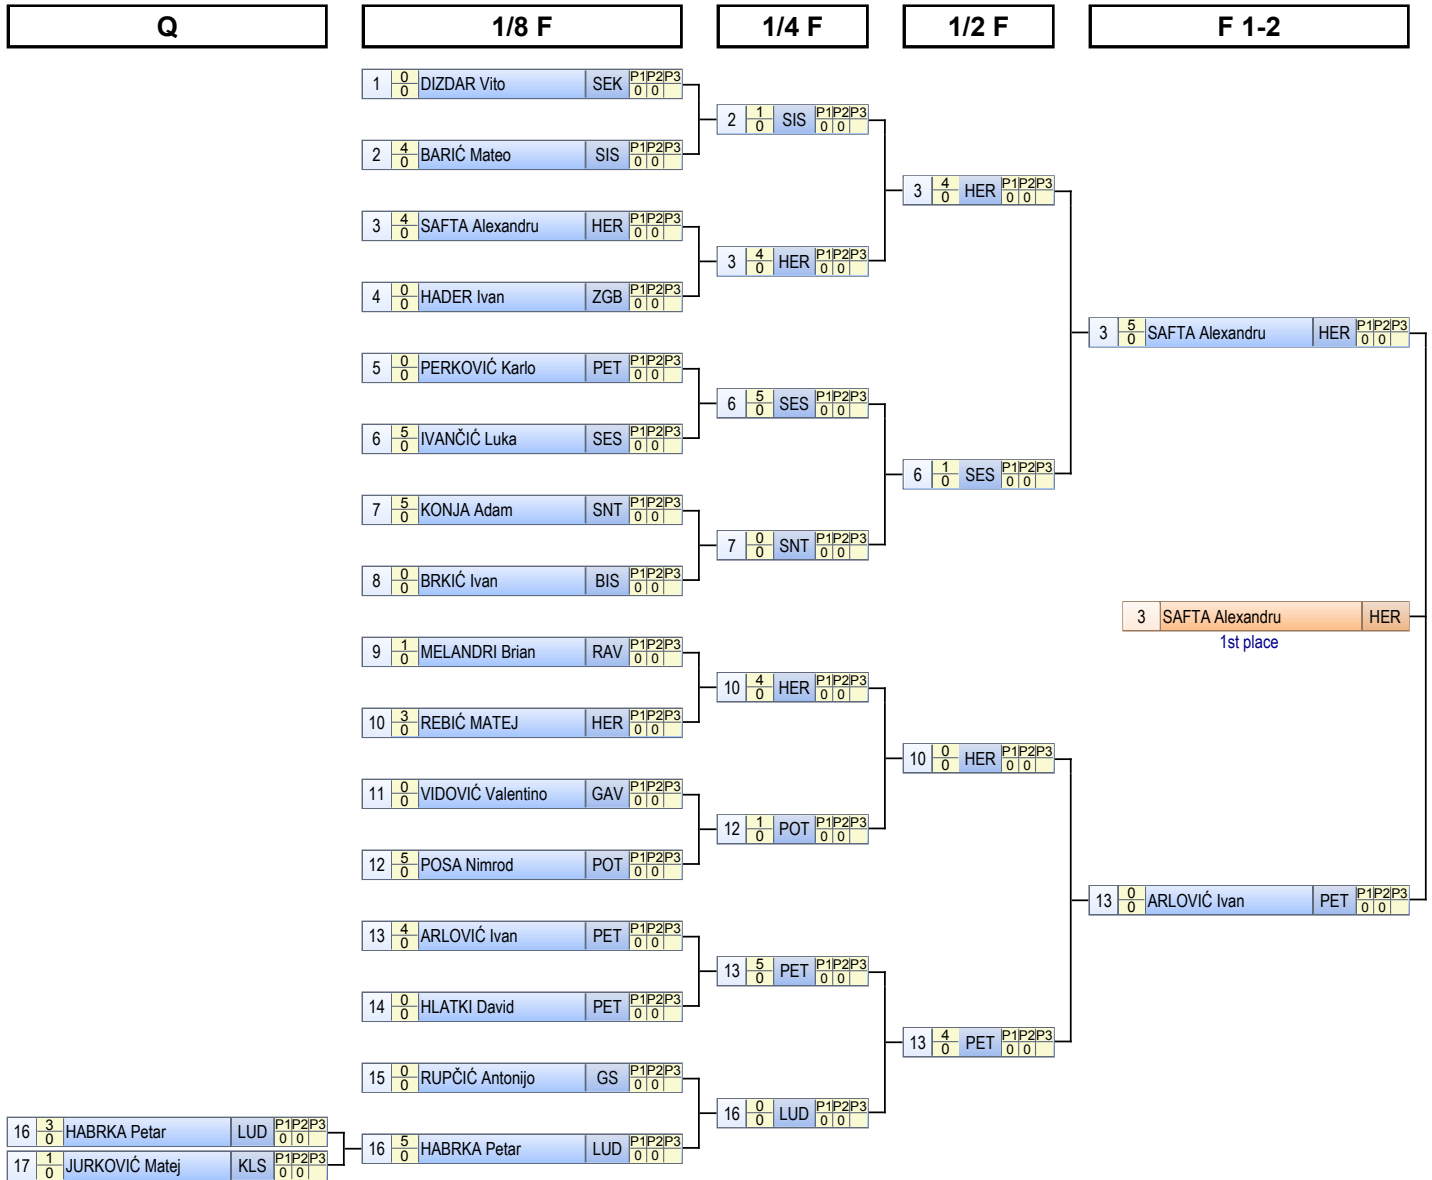 Q 1/8 F 1/4 F 1/2 F F 1-2
1 0 0 DIZDAR Vito SEK P1 P2 P3 0 0
2 1 0 SIS P1 P2 P3 0 0
2 4 0 BARIĆ Mateo SIS P1 P2 P3 0 0
3 4 0 HER P1 P2 P3 0 0
3 4 0 SAFTA Alexandru HER P1 P2 P3 0 0
3 4 0 HER P1 P2 P3 0 0
4 0 0 HADER Ivan ZGB P1 P2 P3 0 0
3 5 0 SAFTA Alexandru HER P1 P2 P3 0 0
5 0 0 PERKOVIĆ Karlo PET P1 P2 P3 0 0
6 5 0 SES P1 P2 P3 0 0
6 5 0 IVANČIĆ Luka SES P1 P2 P3 0 0
6 1 0 SES P1 P2 P3 0 0
7 5 0 KONJA Adam SNT P1 P2 P3 0 0
7 0 0 SNT P1 P2 P3 0 0
8 0 0 BRKIĆ Ivan BIS P1 P2 P3 0 0
3 SAFTA Alexandru HER
1st place
9 1 0 MELANDRI Brian RAV P1 P2 P3 0 0
10 4 0 HER P1 P2 P3 0 0
10 3 0 REBIĆ MATEJ HER P1 P2 P3 0 0
10 0 0 HER P1 P2 P3 0 0
11 0 0 VIDOVIĆ Valentino GAV P1 P2 P3 0 0
12 1 0 POT P1 P2 P3 0 0
12 5 0 POSA Nimrod POT P1 P2 P3 0 0
13 0 0 ARLOVIĆ Ivan PET P1 P2 P3 0 0
13 4 0 ARLOVIĆ Ivan PET P1 P2 P3 0 0
13 5 0 PET P1 P2 P3 0 0
14 0 0 HLATKI David PET P1 P2 P3 0 0
13 4 0 PET P1 P2 P3 0 0
15 0 0 RUPČIĆ Antonijo GS P1 P2 P3 0 0
16 0 0 LUD P1 P2 P3 0 0
16 3 0 HABRKA Petar LUD P1 P2 P3 0 0
16 5 0 HABRKA Petar LUD P1 P2 P3 0 0
17 1 0 JURKOVIĆ Matej KLS P1 P2 P3 0 0